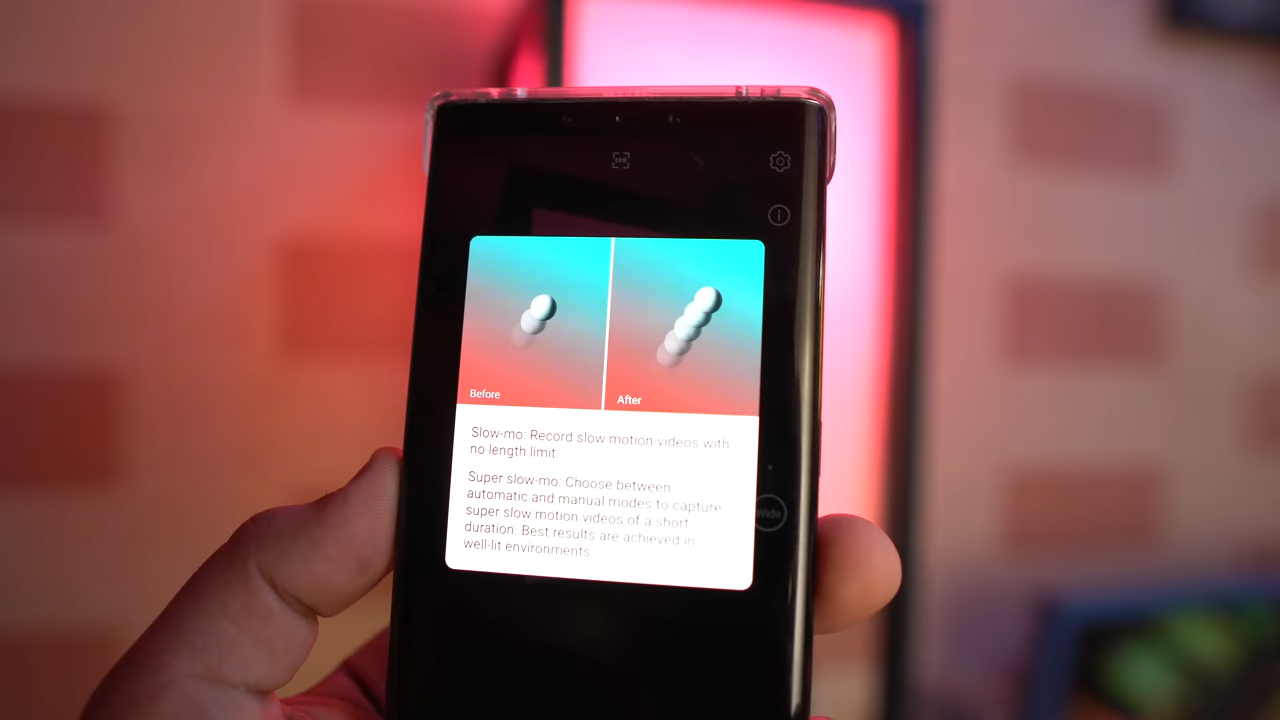 Before
After
Slow-mo: Record slow motion videos with
no length limit.
Super slow-mo: Choose between
automatic and manual modes to capture
super slow motion videos of a short
duration. Best results are achieved in
well-lit environments
Wide